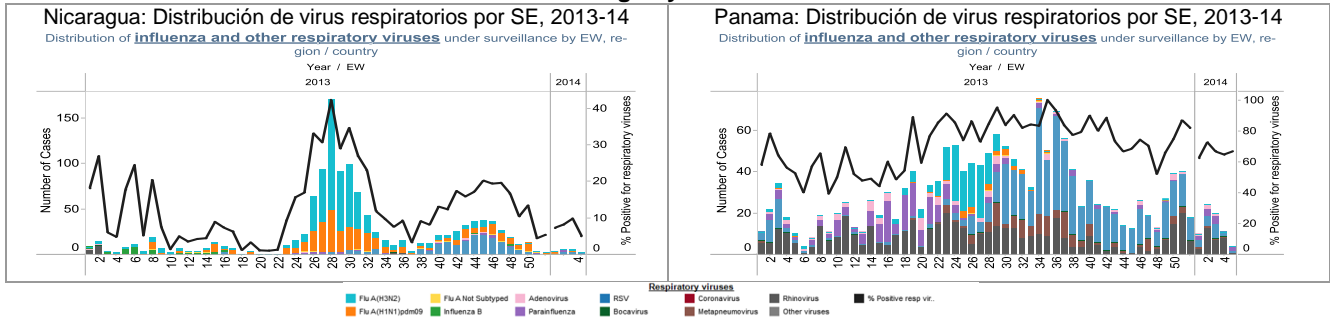 Nicaragua: Distribución de virus respiratorios por SE, 2013-14
Distribution of influenza and other respiratory viruses under surveillance by EW, re-
gion / country
Year / EW
2013
2014
Number of Cases
150
100
50
0
% Positive for respiratory viruses
40
30
20
10
0
2 4 6 8 10 12 14 16 18 20 22 24 26 28 30 32 34 36 38 40 42 44 46 48 50 4
Panama: Distribución de virus respiratorios por SE, 2013-14
Distribution of influenza and other respiratory viruses under surveillance by EW, re-
gion / country
Year / EW
2013
2014
Number of Cases
60
40
20
0
% Positive for respiratory viruses
100
80
60
40
20
0
2 4 6 8 10 12 14 16 18 20 22 24 26 28 30 32 34 36 38 40 42 44 46 48 50 2 4
Respiratory viruses
Flu A(H3N2) Flu A Not Subtyped Adenovirus RSV Coronavirus Rhinovirus % Positive resp vir..
Flu A(H1N1)pdm09 Influenza B Parainfluenza Bocavirus Metapneumovirus Other viruses